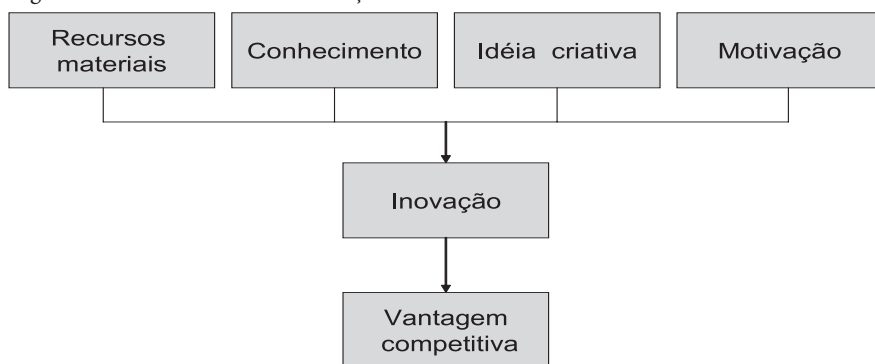 Recursos
materiais
Conhecimento
Idéia criativa
Motivação
Inovação
Vantagem
competitiva